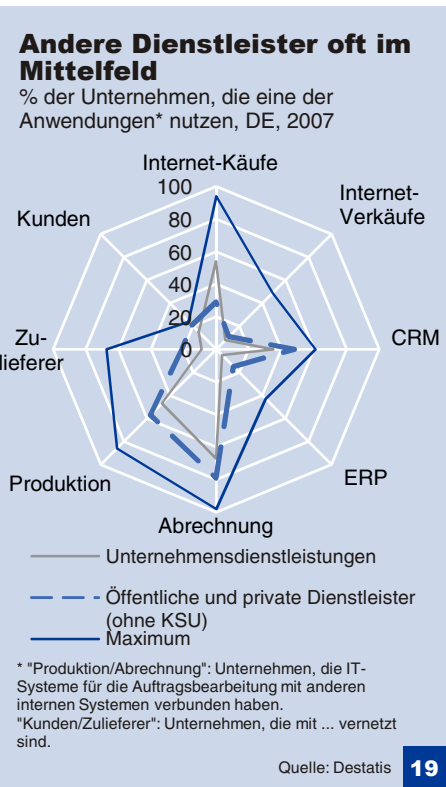 Andere Dienstleister oft im
Mittelfeld
% der Unternehmen, die eine der
Anwendungen* nutzen, DE, 2007
Internet-Käufe
Internet-
Verkäufe
CRM
ERP
Abrechnung
Produktion
Zu-
lieferer
Kunden
100
80
60
40
20
0
Unternehmensdienstleistungen
Öffentliche und private Dienstleister
(ohne KSU)
Maximum
* "Produktion/Abrechnung": Unternehmen, die IT-
Systeme für die Auftragsbearbeitung mit anderen
internen Systemen verbunden haben.
"Kunden/Zulieferer": Unternehmen, die mit ... vernetzt
sind.
Quelle: Destatis
19